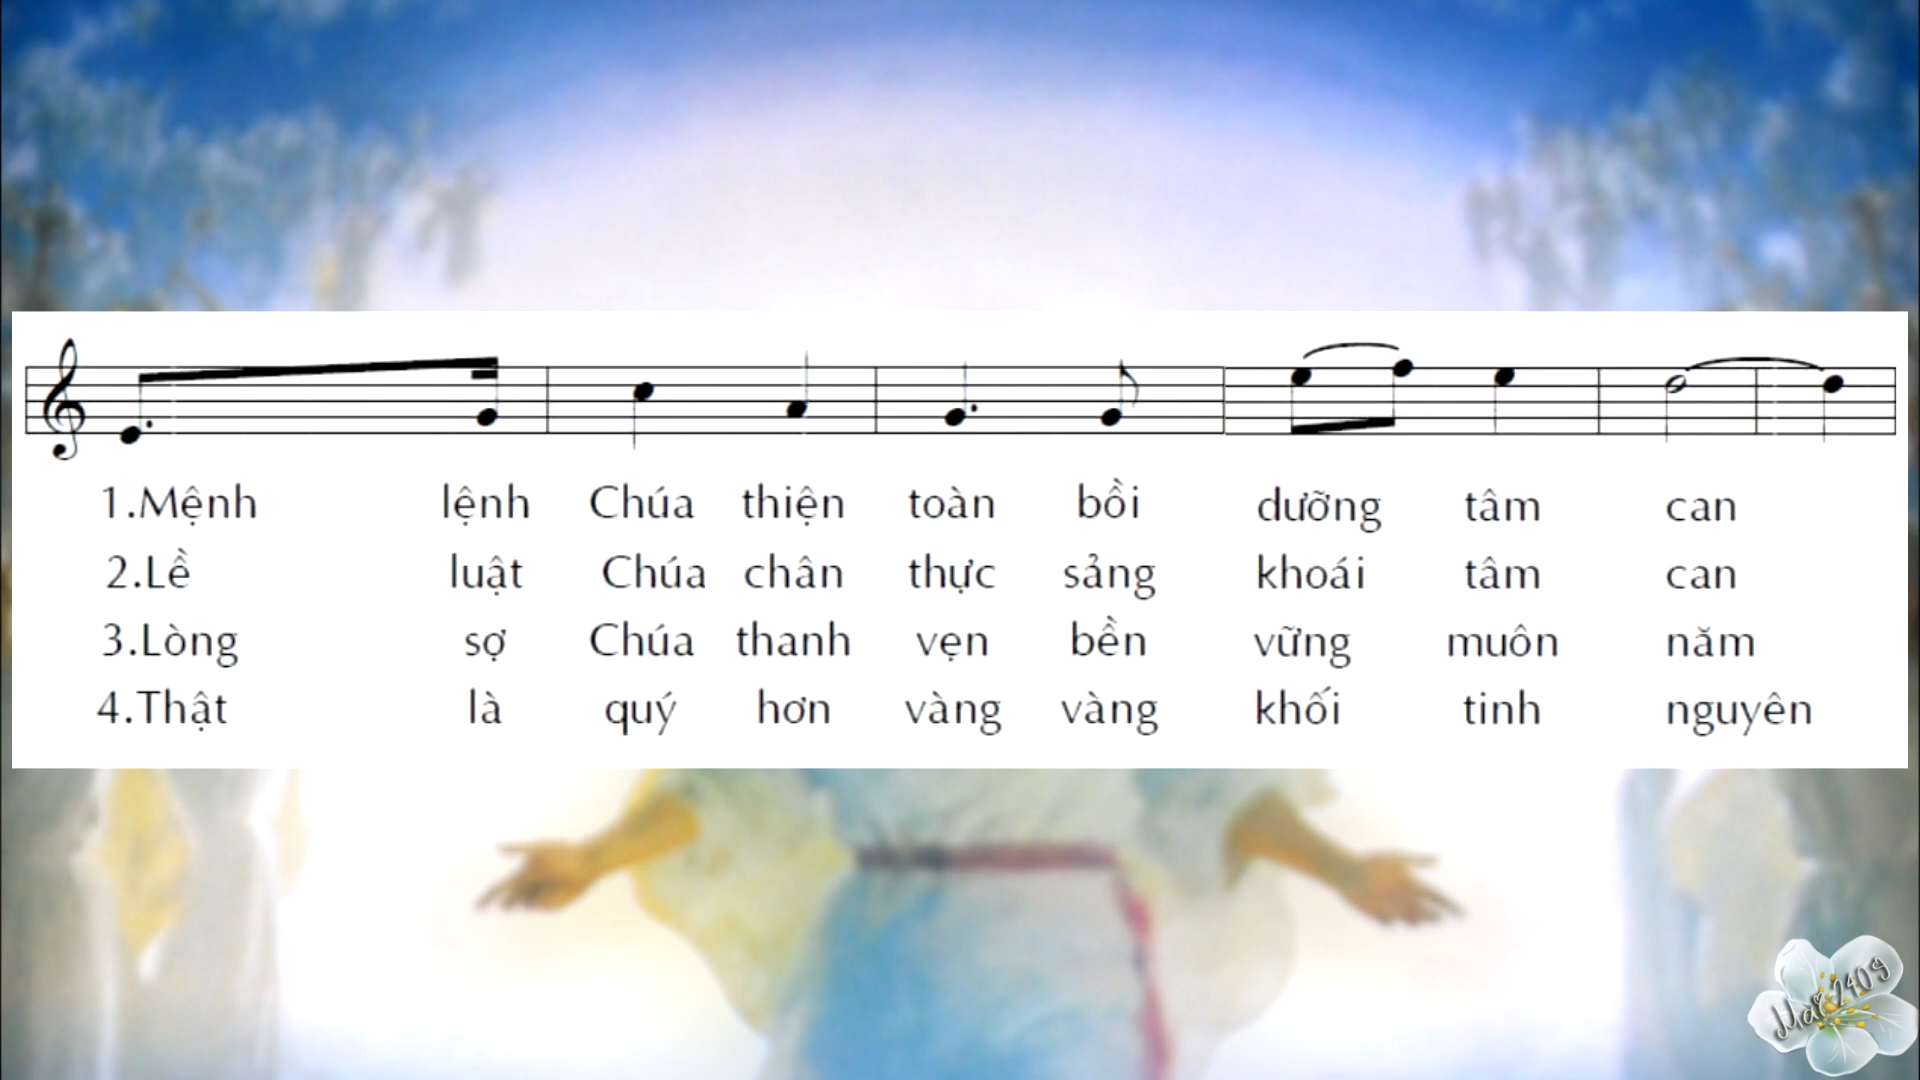 1.Mệnh lệnh Chúa thiện toàn bồi dưỡng tâm can
2.Lề luật Chúa chân thực sảng khoái tâm can
3.Lòng sợ Chúa thanh vẹn bền vững muôn năm
4.Thật là quý hơn vàng vàng khối tinh nguyên
Mai2409